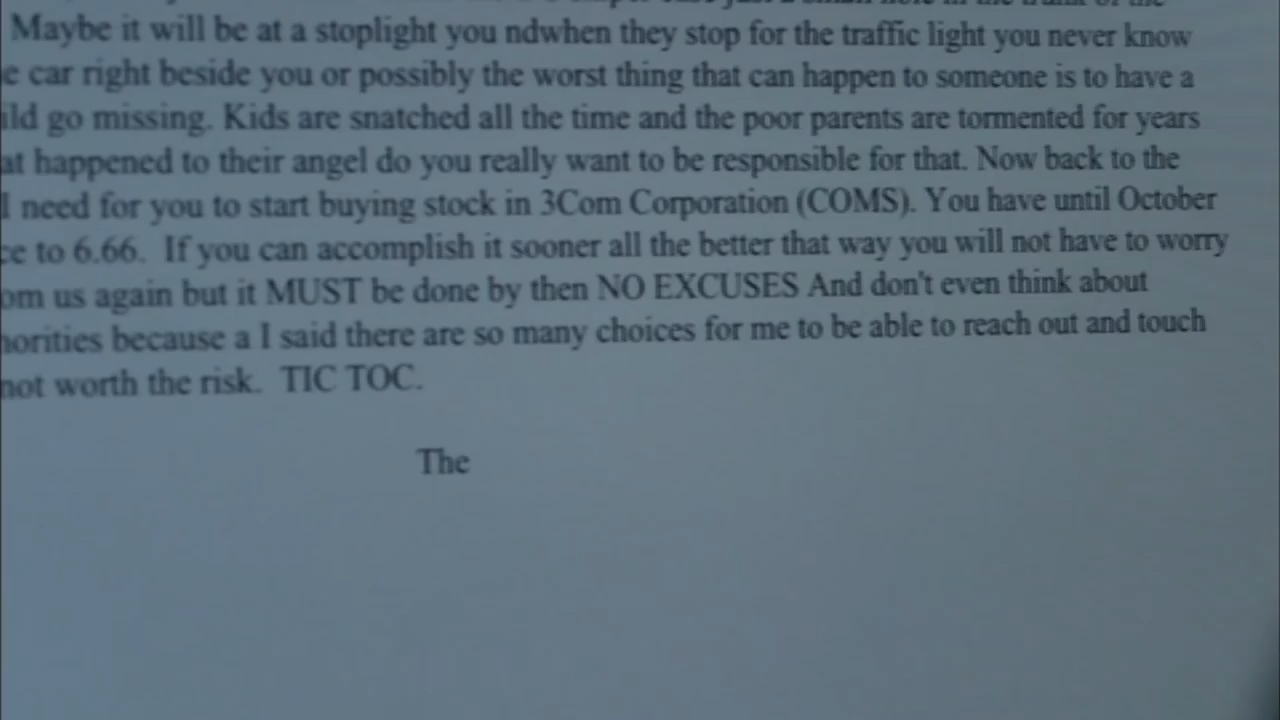 Maybe it will be at a stoplight you ndwhen they stop for the traffic light you never know
e car right beside you or possibly the worst thing that can happen to someone is to have a
ild go missing. Kids are snatched all the time and the poor parents are tormented for years
at happened to their angel do you really want to be responsible for that. Now back to the
I need for you to start buying stock in 3Com Corporation (COMS). You have until October
ce to 6.66. If you can accomplish it sooner all the better that way you will not have to worry
om us again but it MUST be done by then NO EXCUSES And don't even think about
horities because a I said there are so many choices for me to be able to reach out and touch
not worth the risk. TIC TOC.
The